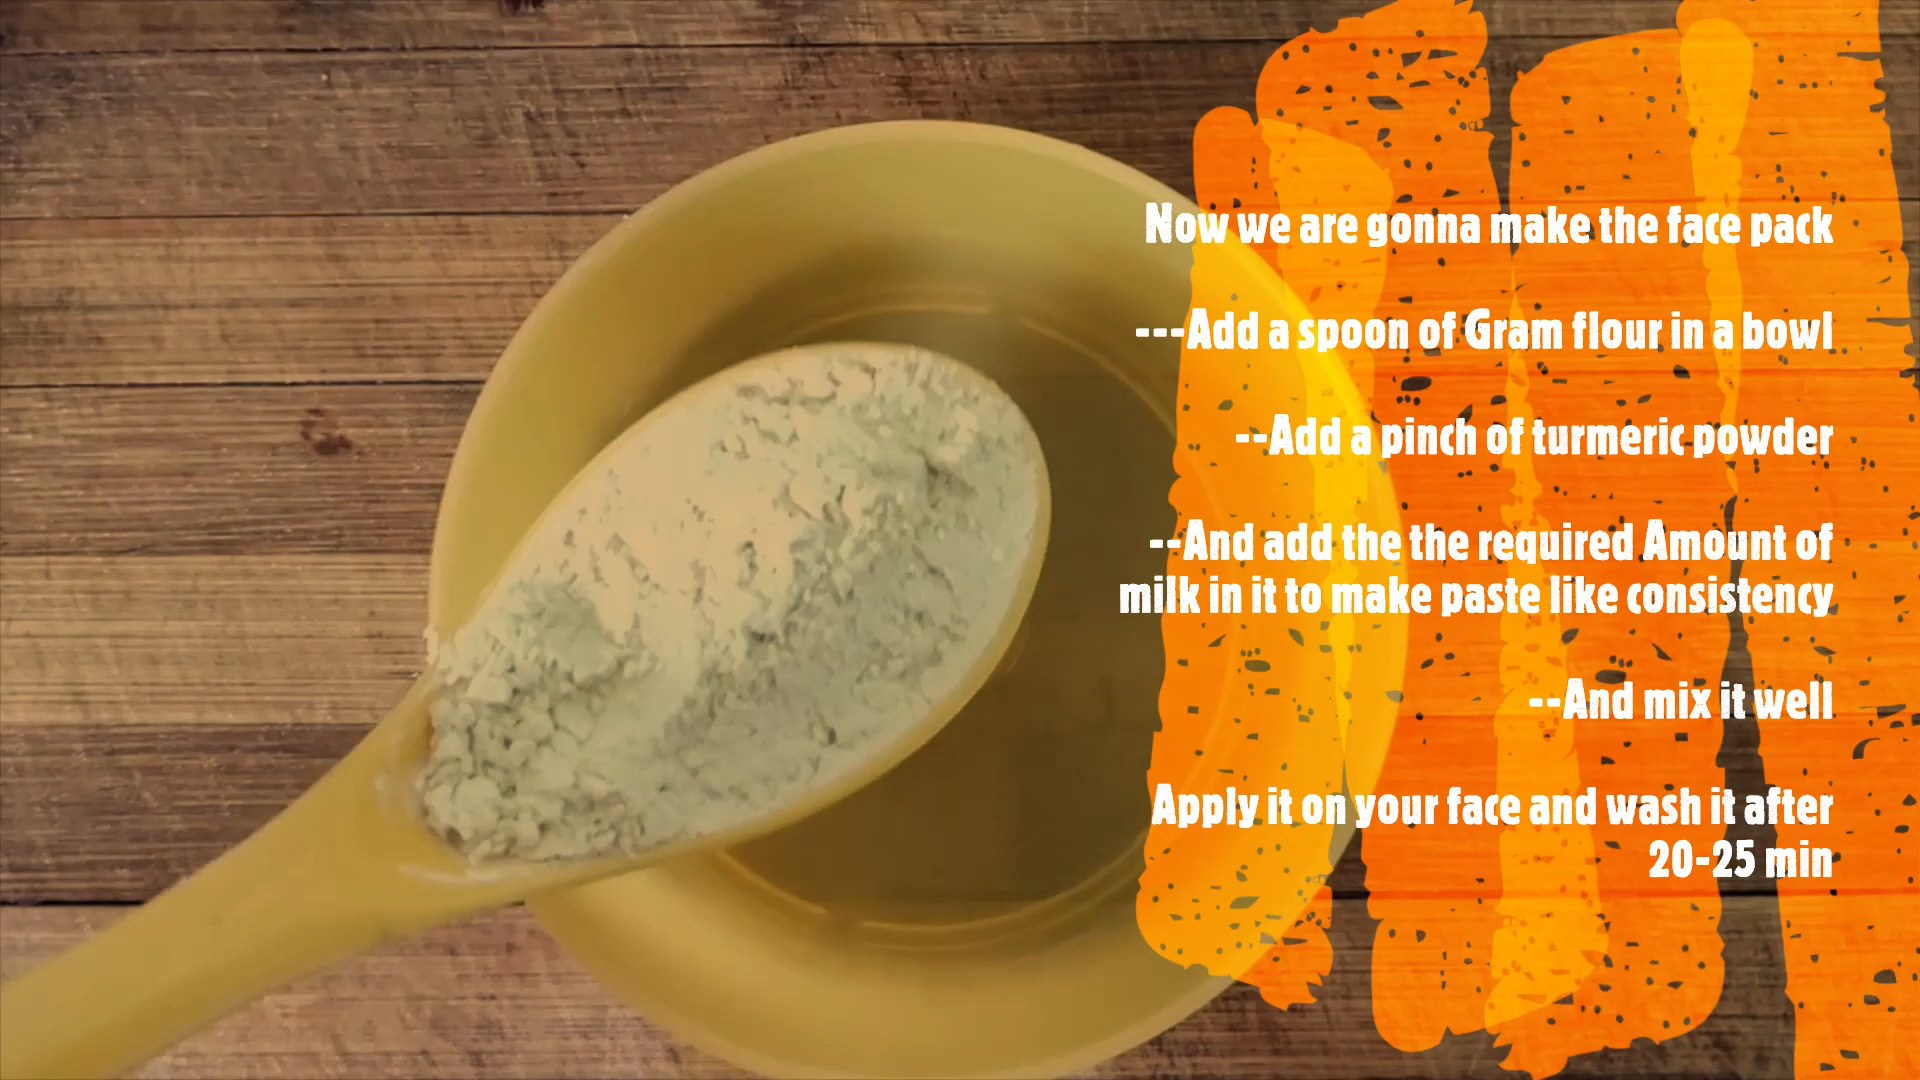 Now we are gonna make the face pack
---Add a spoon of Gram flour in a bowl
--Add a pinch of turmeric powder
--And add the the required Amount of
milk in it to make paste like consistency
--And mix it well
Apply it on your face and wash it after
20-25 min